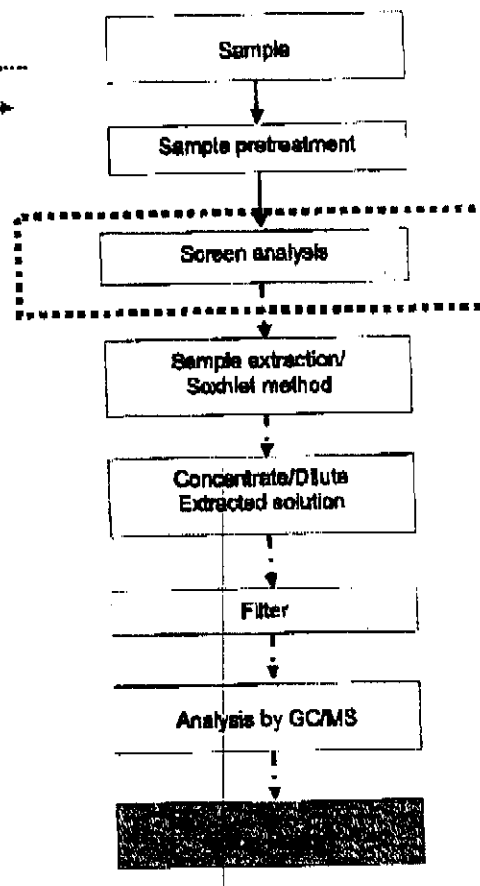 Sample
Sample pretreatment
Screen analysis
Sample extraction/
Soxhlet method
Concentrate/Dilute
Extracted solution
Filter
Analysis by GC/MS